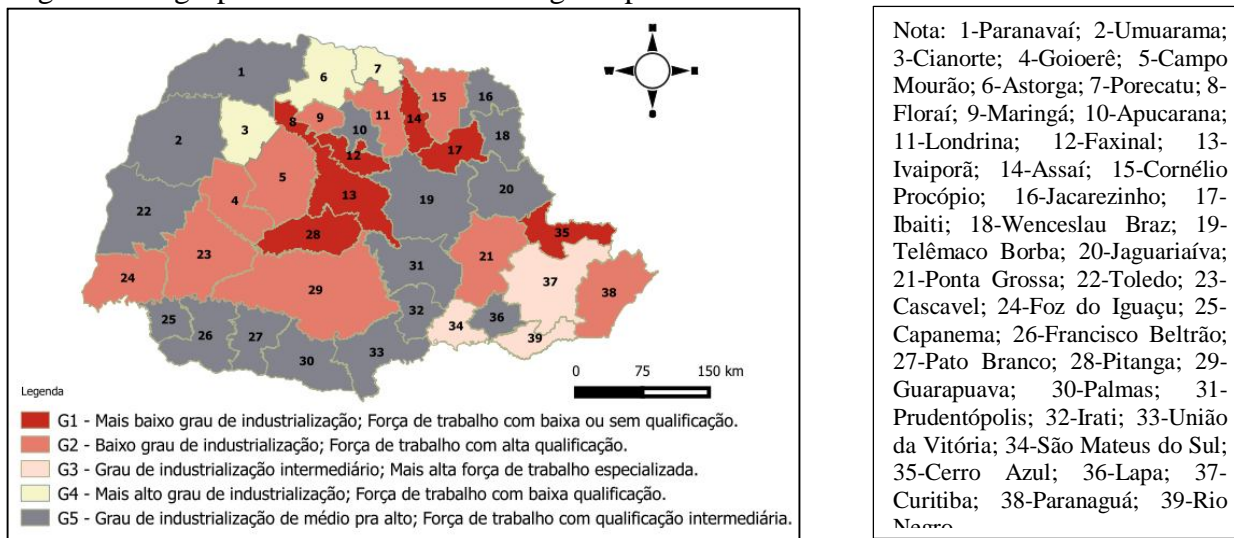 1
2
3
4
5
6
7
8
9
10
11
12
13
14
15
16
17
18
19
20
21
22
23
24
25
26
27
28
29
30
31
32
33
34
35
36
37
38
39
0 75 150 km
Legenda
G1 - Mais baixo grau de industrialização; Força de trabalho com baixa ou sem qualificação.
G2 - Baixo grau de industrialização; Força de trabalho com alta qualificação.
G3 - Grau de industrialização intermediário; Mais alta força de trabalho especializada.
G4 - Mais alto grau de industrialização; Força de trabalho com baixa qualificação.
G5 - Grau de industrialização de médio pra alto; Força de trabalho com qualificação intermediária.
Nota: 1-Paranavaí; 2-Umuarama;
3-Cianorte; 4-Goioerê; 5-Campo
Mourão; 6-Astorga; 7-Porecatu; 8-
Floraí; 9-Maringá; 10-Apucarana;
11-Londrina; 12-Faxinal; 13-
Ivaiporã; 14-Assaí; 15-Cornélio
Procópio; 16-Jacarezinho; 17-
Ibaiti; 18-Wenceslau Braz; 19-
Telêmaco Borba; 20-Jaguariaíva;
21-Ponta Grossa; 22-Toledo; 23-
Cascavel; 24-Foz do Iguaçu; 25-
Capanema; 26-Francisco Beltrão;
27-Pato Branco; 28-Pitanga; 29-
Guarapuava; 30-Palmas; 31-
Prudentópolis; 32-Irati; 33-União
da Vitória; 34-São Mateus do Sul;
35-Cerro Azul; 36-Lapa; 37-
Curitiba; 38-Paranaguá; 39-Rio
Negro